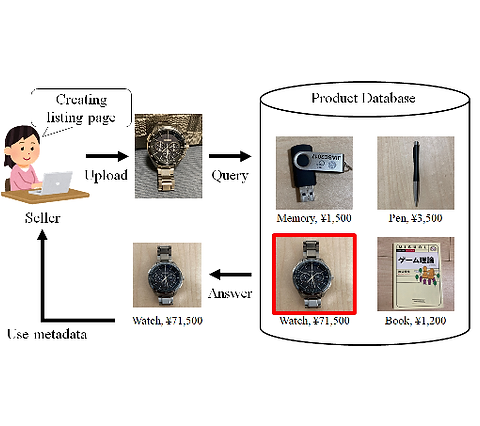 Creating
listing page
Product Database
Upload
Query
Seller
Memory, ¥1,500
Pen, ¥3,500
ゲーム理論
Answer
Watch, ¥71,500
Watch, ¥71,500
Book, ¥1,200
Use metadata